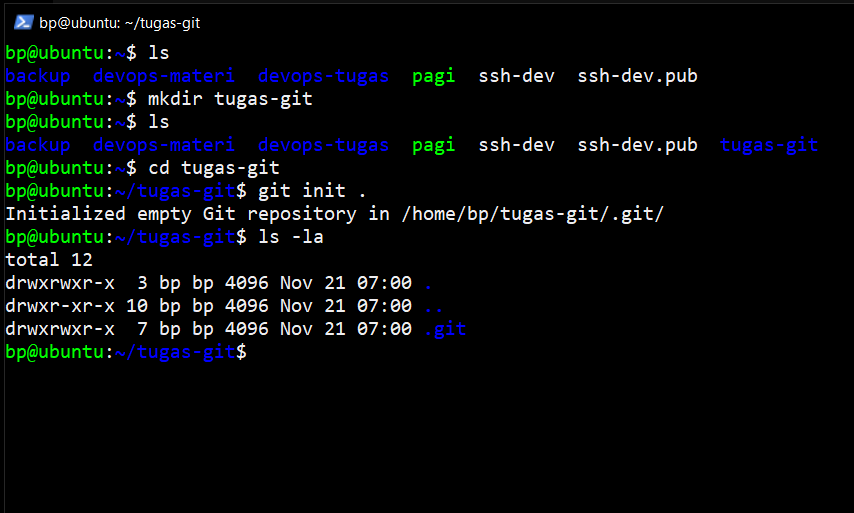 bp@ubuntu: ~/tugas-git
bp@ubuntu:~$ ls
backup  devops-materi  devops-tugas  pagi  ssh-dev  ssh-dev.pub
bp@ubuntu:~$ mkdir tugas-git
bp@ubuntu:~$ ls
backup  devops-materi  devops-tugas  pagi  ssh-dev  ssh-dev.pub  tugas-git
bp@ubuntu:~$ cd tugas-git
bp@ubuntu:~/tugas-git$ git init .
Initialized empty Git repository in /home/bp/tugas-git/.git/
bp@ubuntu:~/tugas-git$ ls -la
total 12
drwxrwxr-x  3 bp bp 4096 Nov 21 07:00 .
drwxr-xr-x 10 bp bp 4096 Nov 21 07:00 ..
drwxrwxr-x  7 bp bp 4096 Nov 21 07:00 .git
bp@ubuntu:~/tugas-git$